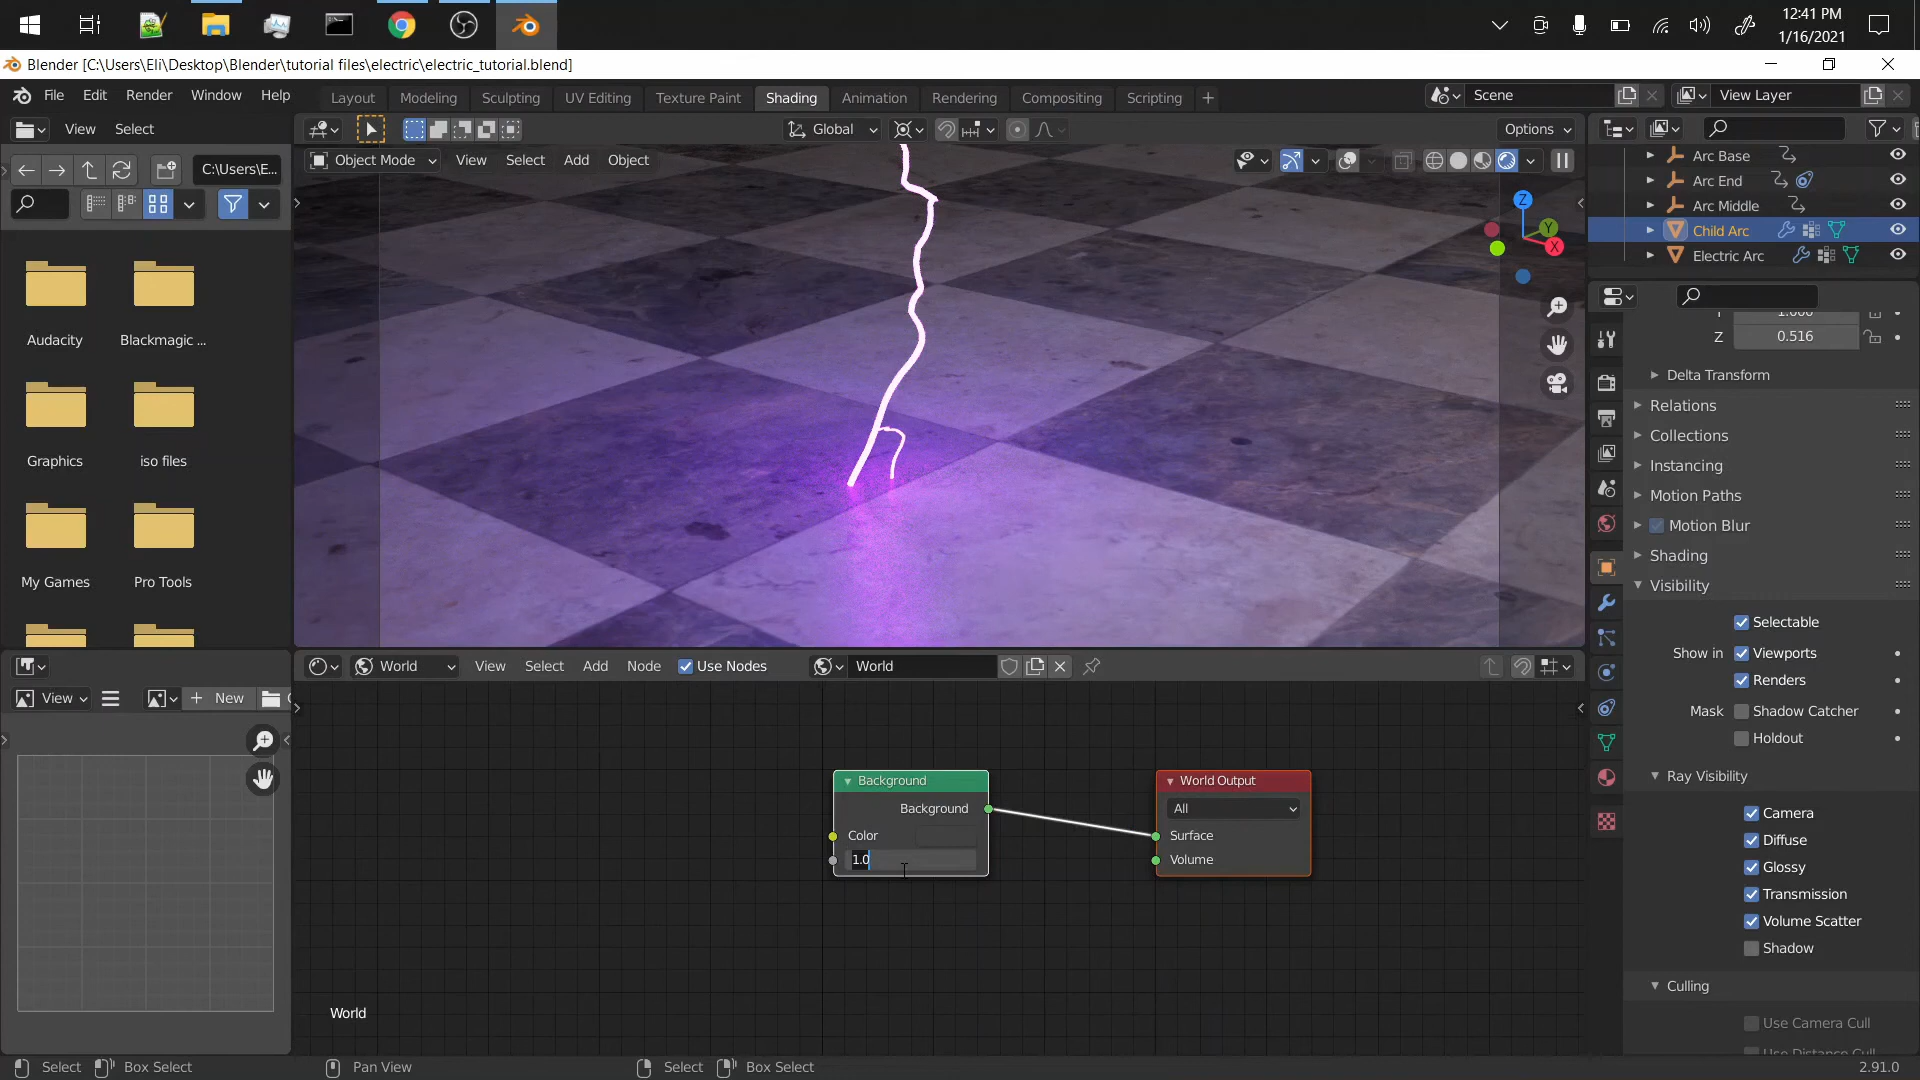 12:41 PM
1/16/2021
Blender [C:\Users\Eli\Desktop\Blender\tutorial files\electric\electric_tutorial.blend]
File Edit Render Window Help
Layout Modeling Sculpting UV Editing Texture Paint Shading Animation Rendering Compositing Scripting +
Scene
View Layer
View Select
Global
Options
C:\Users\E...
Object Mode View Select Add Object
Z
Y
X
Arc Base
Arc End
Arc Middle
Child Arc
Electric Arc
Audacity
Blackmagic ...
Graphics
iso files
My Games
Pro Tools
1.000
Z 0.516
Delta Transform
Relations
Collections
Instancing
Motion Paths
Motion Blur
Shading
Visibility
Selectable
Show in Viewports
Renders
Mask Shadow Catcher
Holdout
Ray Visibility
Camera
Diffuse
Glossy
Transmission
Volume Scatter
Shadow
Culling
Use Camera Cull
Use Distance Cull
World View Select Add Node Use Nodes World
View + New
Background
Background
Color
1.0
World Output
All
Surface
Volume
World
Select Box Select Pan View Select Box Select 2.91.0